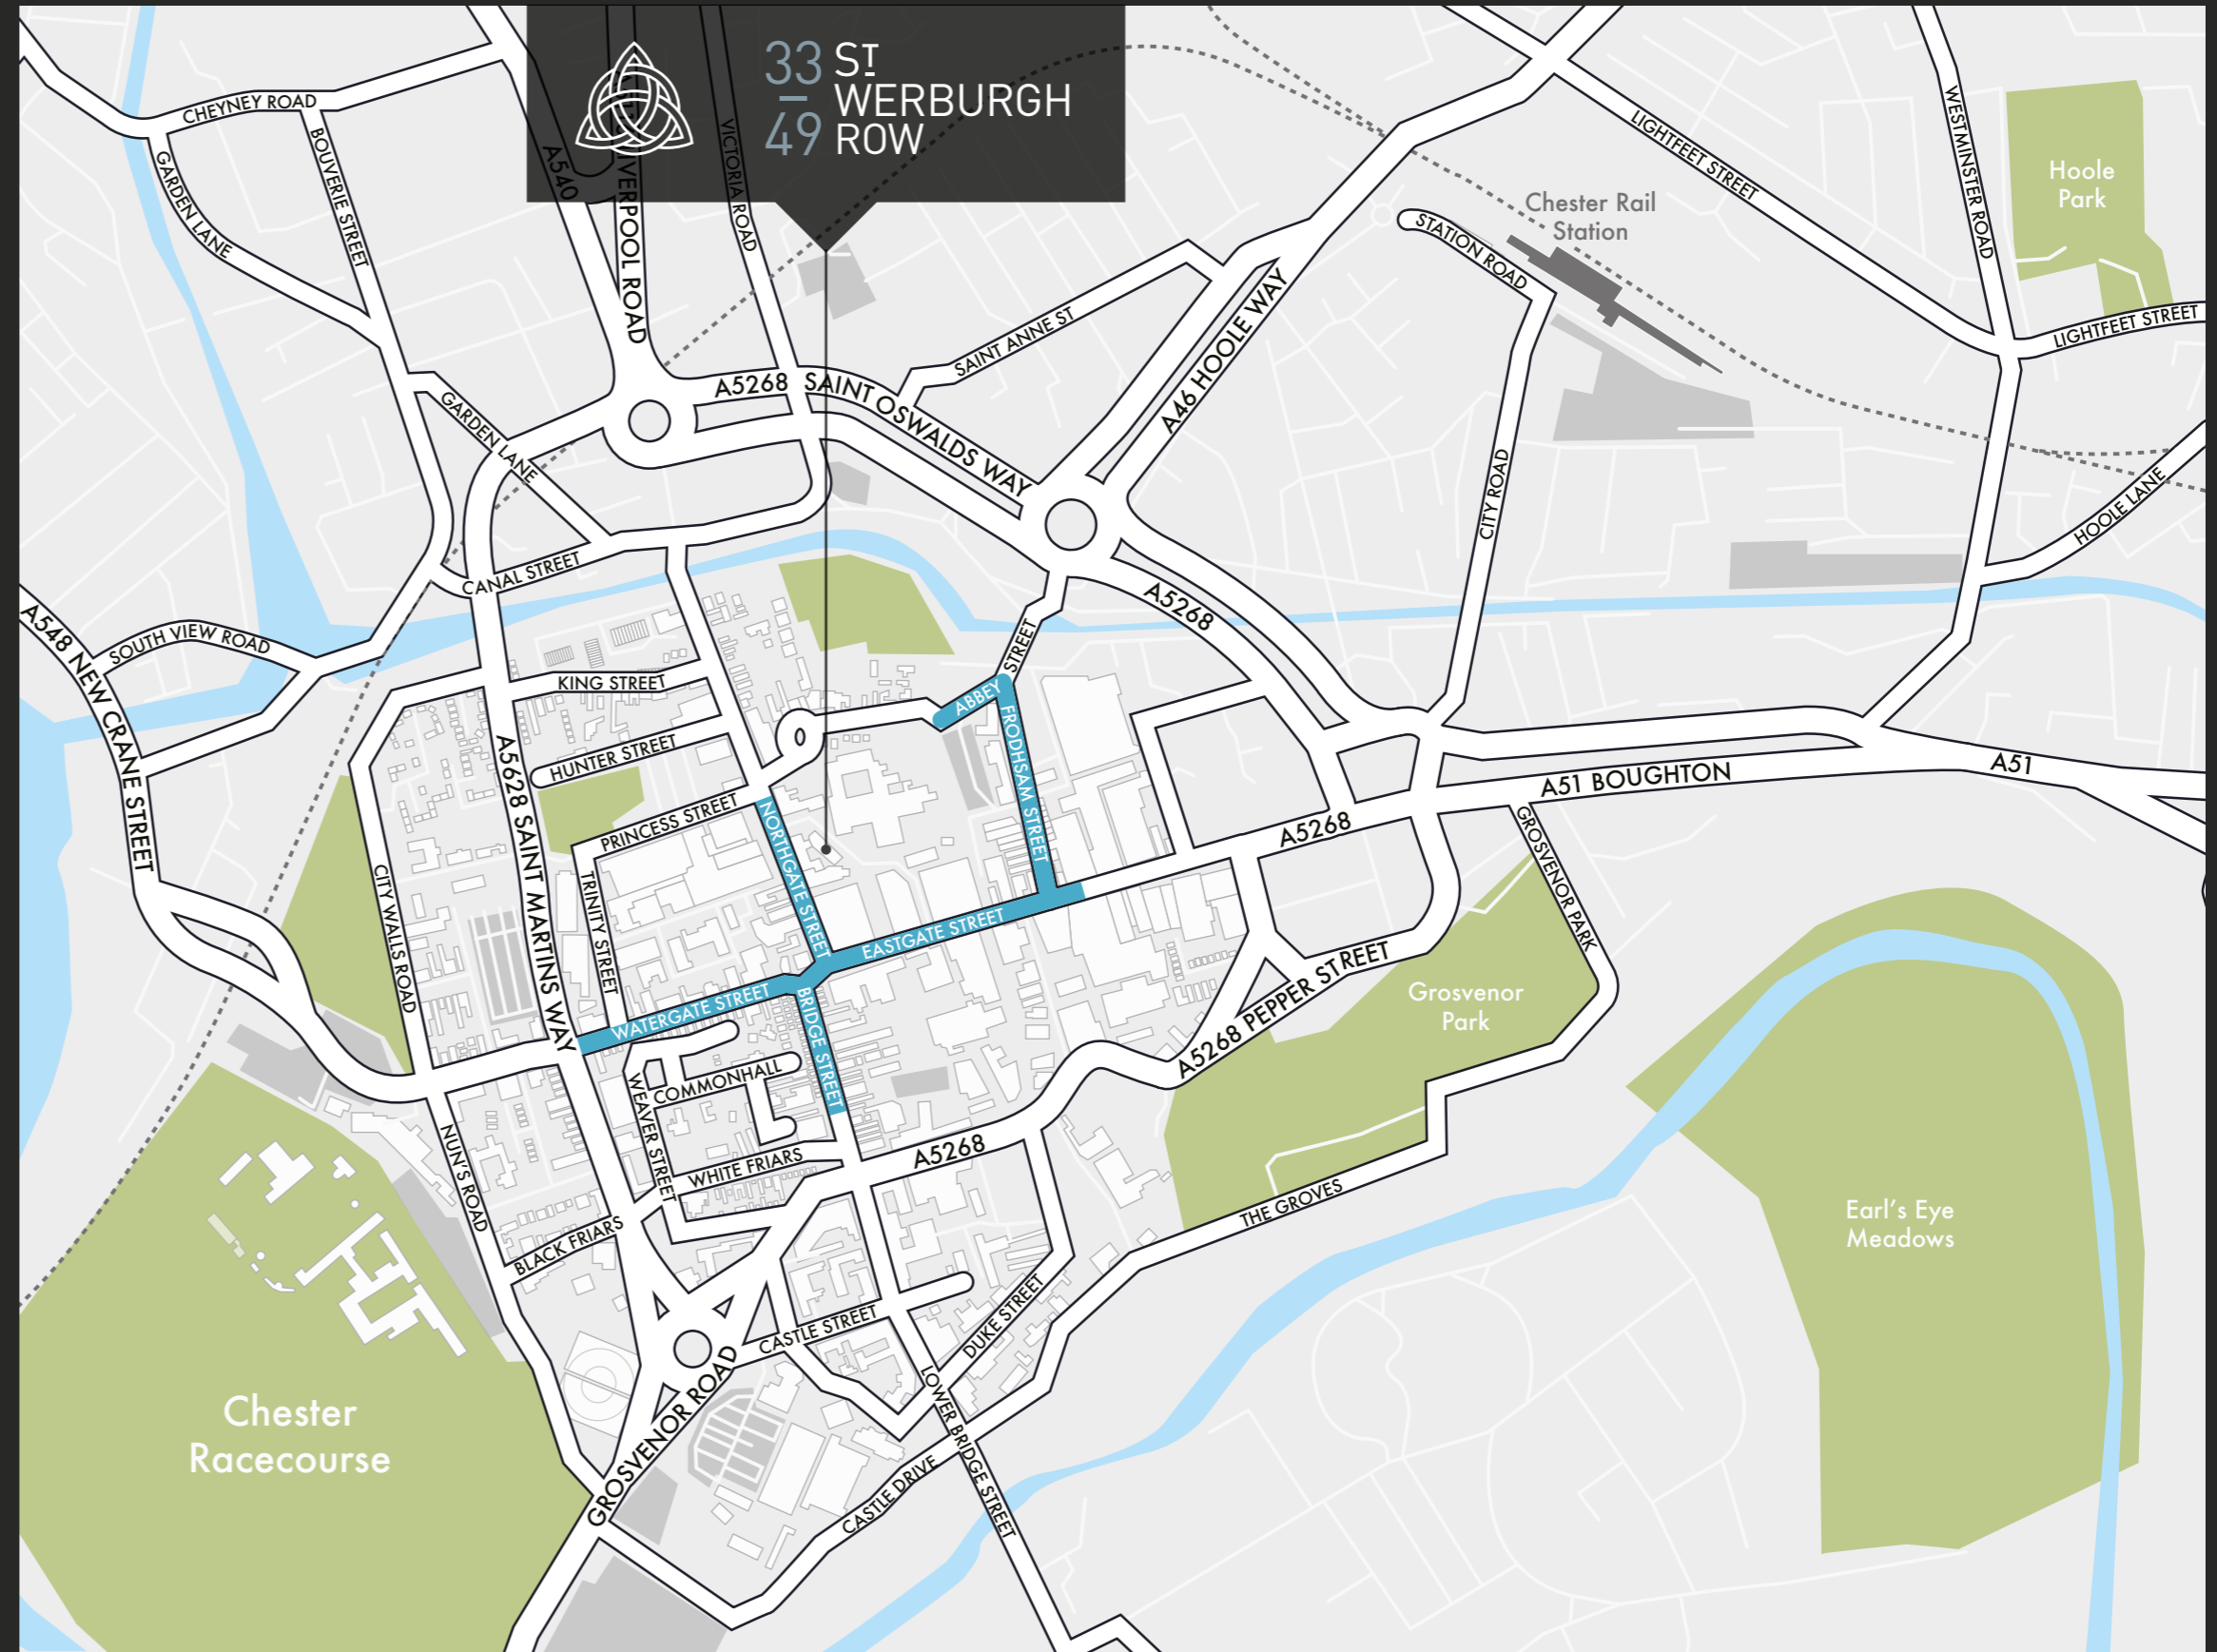 33
–
49
ST
WERBURGH
ROW
CHEYNEY ROAD
BOUVERIE STREET
GARDEN LANE
A540
LIVERPOOL ROAD
VICTORIA ROAD
LIGHTFEET STREET
WESTMINSTER ROAD
Hoole
Park
Chester Rail
Station
STATION ROAD
LIGHTFEET STREET
SAINT ANNE ST
A46 HOOLE WAY
A5268 SAINT OSWALDS WAY
GARDEN LANE
CITY ROAD
HOOLE LANE
CANAL STREET
A548 NEW CRANE STREET
SOUTH VIEW ROAD
A5268
KING STREET
ABBEY
STREET
FRODHSAM STREET
HUNTER STREET
A5628 SAINT MARTINS WAY
PRINCESS STREET
NORTHGATE STREET
A51 BOUGHTON
A51
A5268
GROSVENOR PARK
CITY WALLS ROAD
TRINITY STREET
EASTGATE STREET
WATERGATE STREET
BRIDGE STREET
A5268 PEPPER STREET
Grosvenor
Park
COMMONHALL
WEAVER STREET
WHITE FRIARS
A5268
NUN'S ROAD
BLACK FRIARS
THE GROVES
Earl's Eye
Meadows
CASTLE STREET
DUKE STREET
GROSVENOR ROAD
LOWER BRIDGE STREET
CASTLE DRIVE
Chester
Racecourse